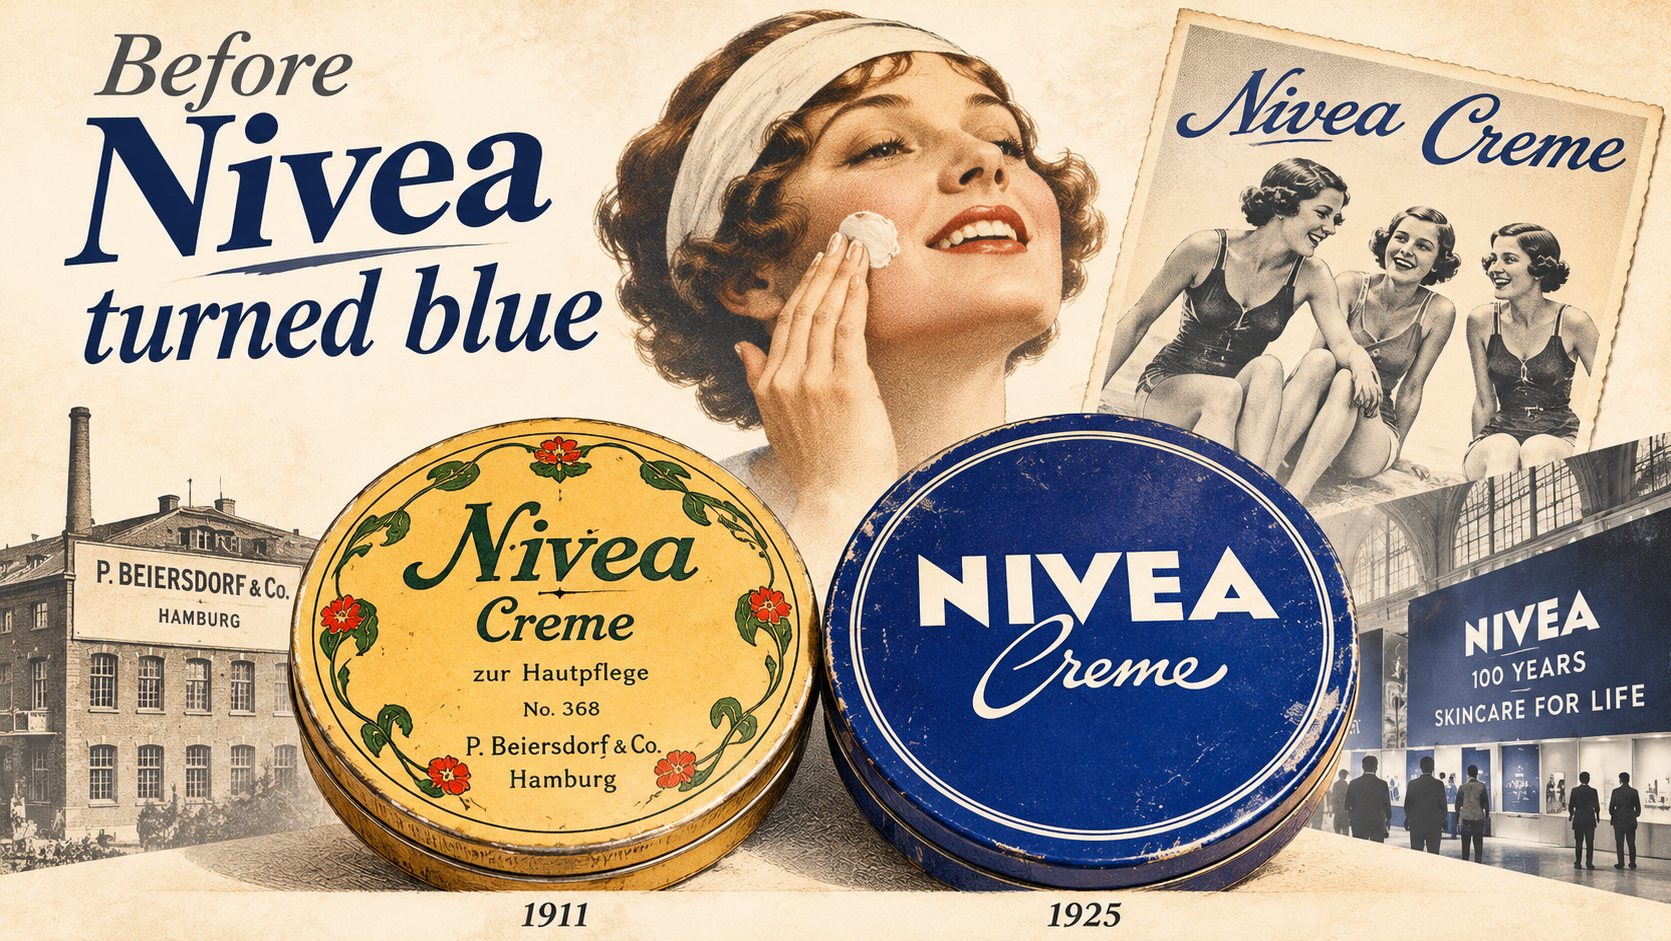 Before
Nivea
turned blue
Nivea Creme
P. BEIERSDORF & Co.
HAMBURG
Nivea
Creme
zur Hautpflege
No. 368
P. Beiersdorf & Co.
Hamburg
NIVEA
Creme
NIVEA
100 YEARS
SKINCARE FOR LIFE
1911
1925